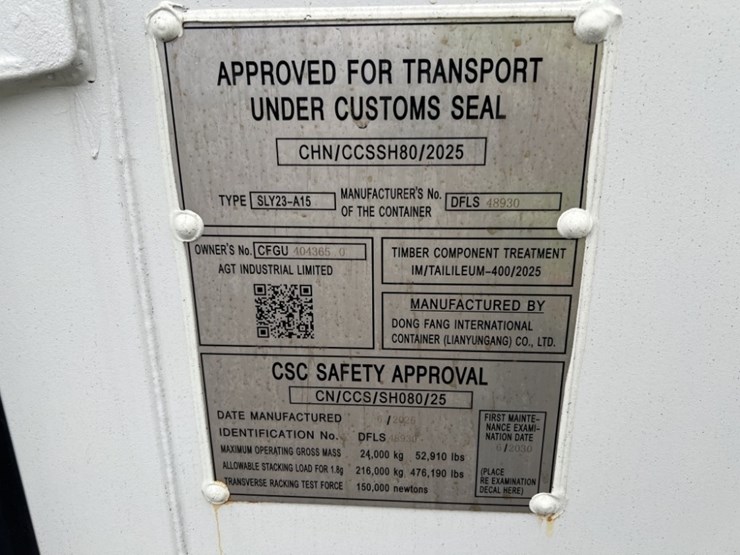 APPROVED FOR TRANSPORT
UNDER CUSTOMS SEAL
CHN/CCSSH80/2025
TYPE SLY23-A15 MANUFACTURER'S No. OF THE CONTAINER DFLS 48930
OWNER'S No. CFGU 404365 0
AGT INDUSTRIAL LIMITED
TIMBER COMPONENT TREATMENT
IM/TAILILEUM-400/2025
MANUFACTURED BY
DONG FANG INTERNATIONAL
CONTAINER (LIANYUNGANG) CO., LTD.
CSC SAFETY APPROVAL
CN/CCS/SH080/25
DATE MANUFACTURED
IDENTIFICATION No. DFLS 48930
MAXIMUM OPERATING GROSS MASS 24,000 kg 52,910 lbs
ALLOWABLE STACKING LOAD FOR 1.8g 216,000 kg 476,190 lbs
TRANSVERSE RACKING TEST FORCE 150,000 newtons
FIRST MAINTE-
NANCE EXAMI-
NATION DATE
6/2030
(PLACE
RE EXAMINATION
DECAL HERE)